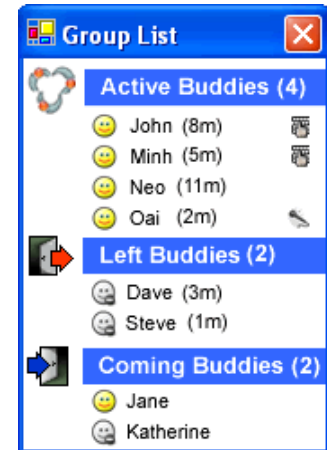 Group List
Active Buddies (4)
John (8m)
Minh (5m)
Neo (11m)
Oai (2m)
Left Buddies (2)
Dave (3m)
Steve (1m)
Coming Buddies (2)
Jane
Katherine